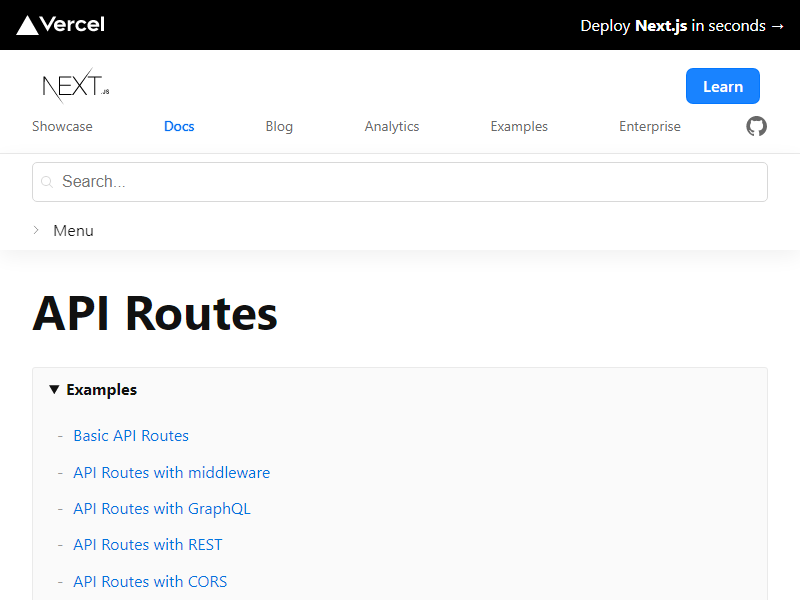 Vercel
Deploy Next.js in seconds →
NEXT.JS
Learn
Showcase Docs Blog Analytics Examples Enterprise
Search...
Menu
API Routes
Examples
- Basic API Routes
- API Routes with middleware
- API Routes with GraphQL
- API Routes with REST
- API Routes with CORS